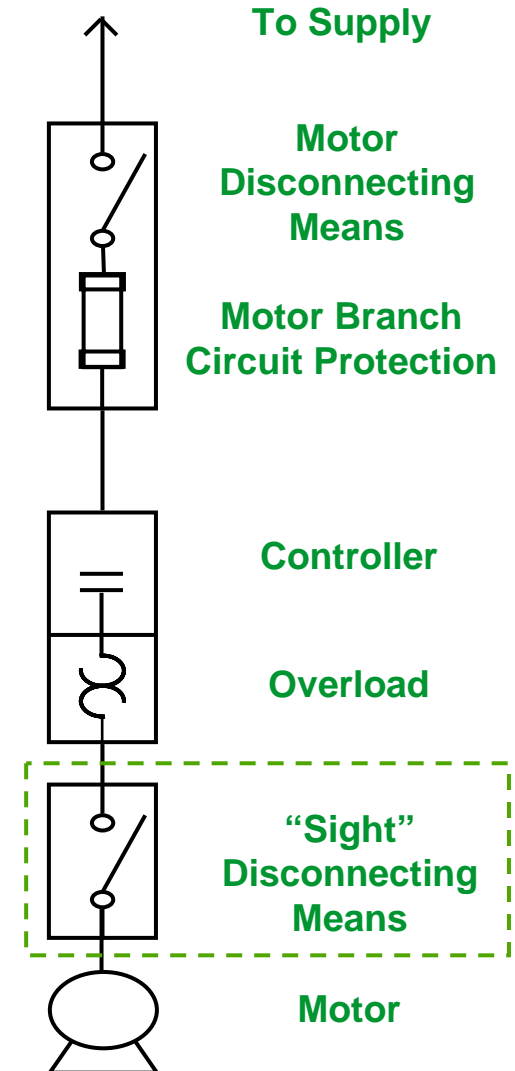 To Supply
Motor
Disconnecting
Means
Motor Branch
Circuit Protection
Controller
Overload
“Sight”
Disconnecting
Means
Motor